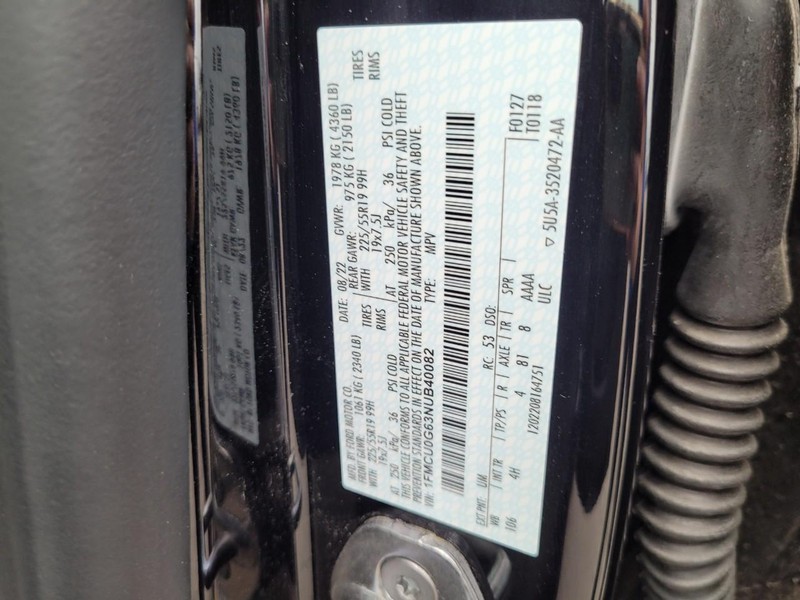 MFD. BY FORD MOTOR CO.
DATE: 08/22 GVWR: 1978 KG ( 4360 LB)
FRONT GAWR: 1061 KG ( 2340 LB) REAR GAWR: 975 KG ( 2150 LB)
WITH 225/55R19 99H TIRES WITH 225/55R19 99H TIRES
19x7.5J RIMS 19x7.5J RIMS
AT 250 kPa/ 36 PSI COLD AT 250 kPa/ 36 PSI COLD
THIS VEHICLE CONFORMS TO ALL APPLICABLE FEDERAL MOTOR VEHICLE SAFETY AND THEFT
PREVENTION STANDARDS IN EFFECT ON THE DATE OF MANUFACTURE SHOWN ABOVE.
VIN: 1FMCU0G63NUB40082 TYPE: MPV
F0127
T0118
EXT PNT: UM RC: 53 DSO:
WB INT TR TP/PS R AXLE TR SPR
106 4H 4 81 8 AAAA
ULC
1202208164751
5U5A-3520472-AA